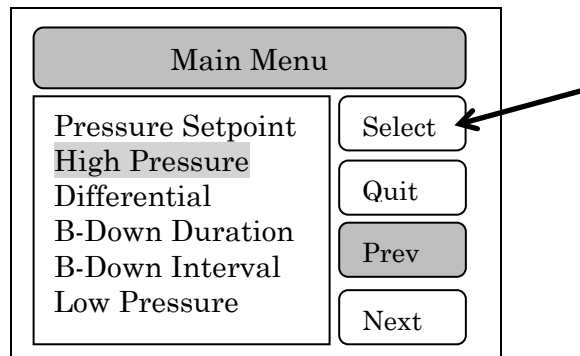 Main Menu
Pressure Setpoint
High Pressure
Differential
B-Down Duration
B-Down Interval
Low Pressure
Select
Quit
Prev
Next